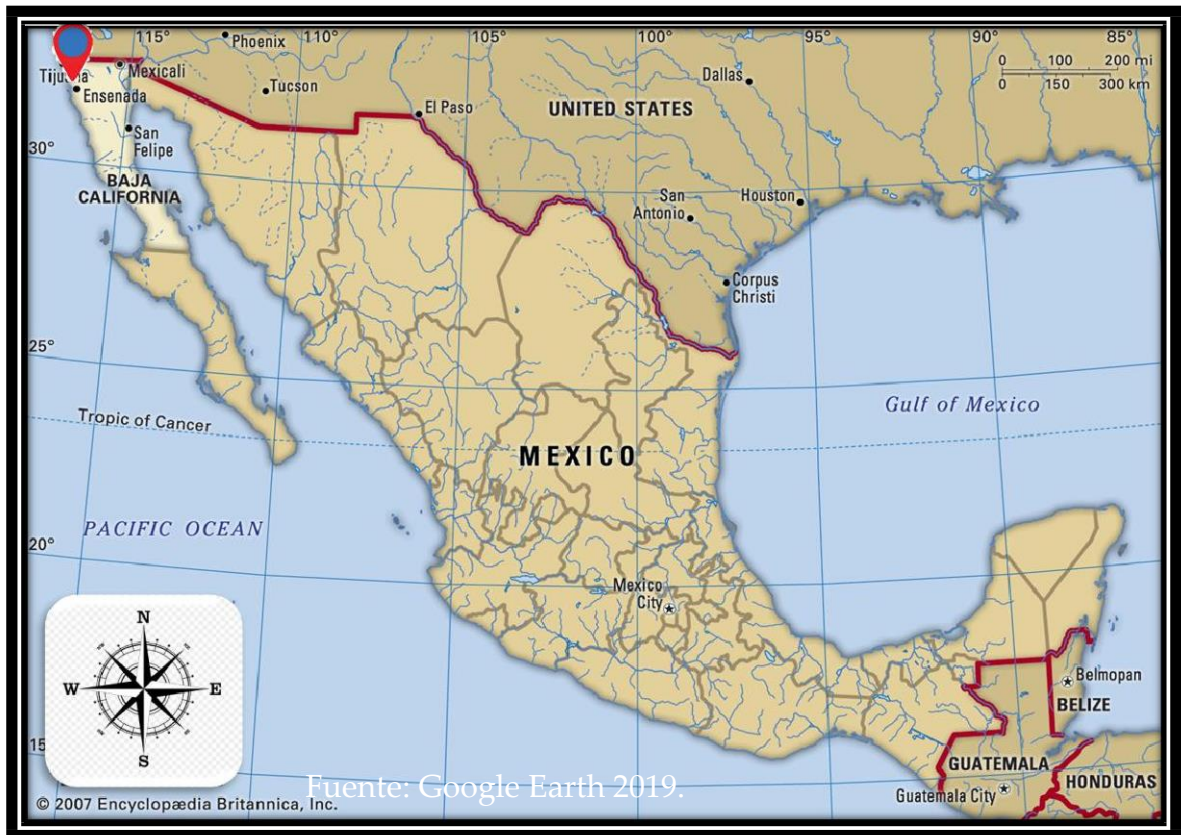 115°
110°
105°
100°
95°
90°
85°
Phoenix
0 100 200 mi
0 150 300 km
Tijuana
Mexicali
Ensenada
Tucson
Dallas
El Paso
UNITED STATES
San
Felipe
30°
BAJA
CALIFORNIA
San
Antonio
Houston
Corpus
Christi
25°
Gulf of Mexico
Tropic of Cancer
MEXICO
PACIFIC OCEAN
20°
Mexico
City
N
W
E
S
Belmopan
BELIZE
15
GUATEMALA
HONDURAS
Guatemala City
Fuente: Google Earth 2019.
© 2007 Encyclopædia Britannica, Inc.